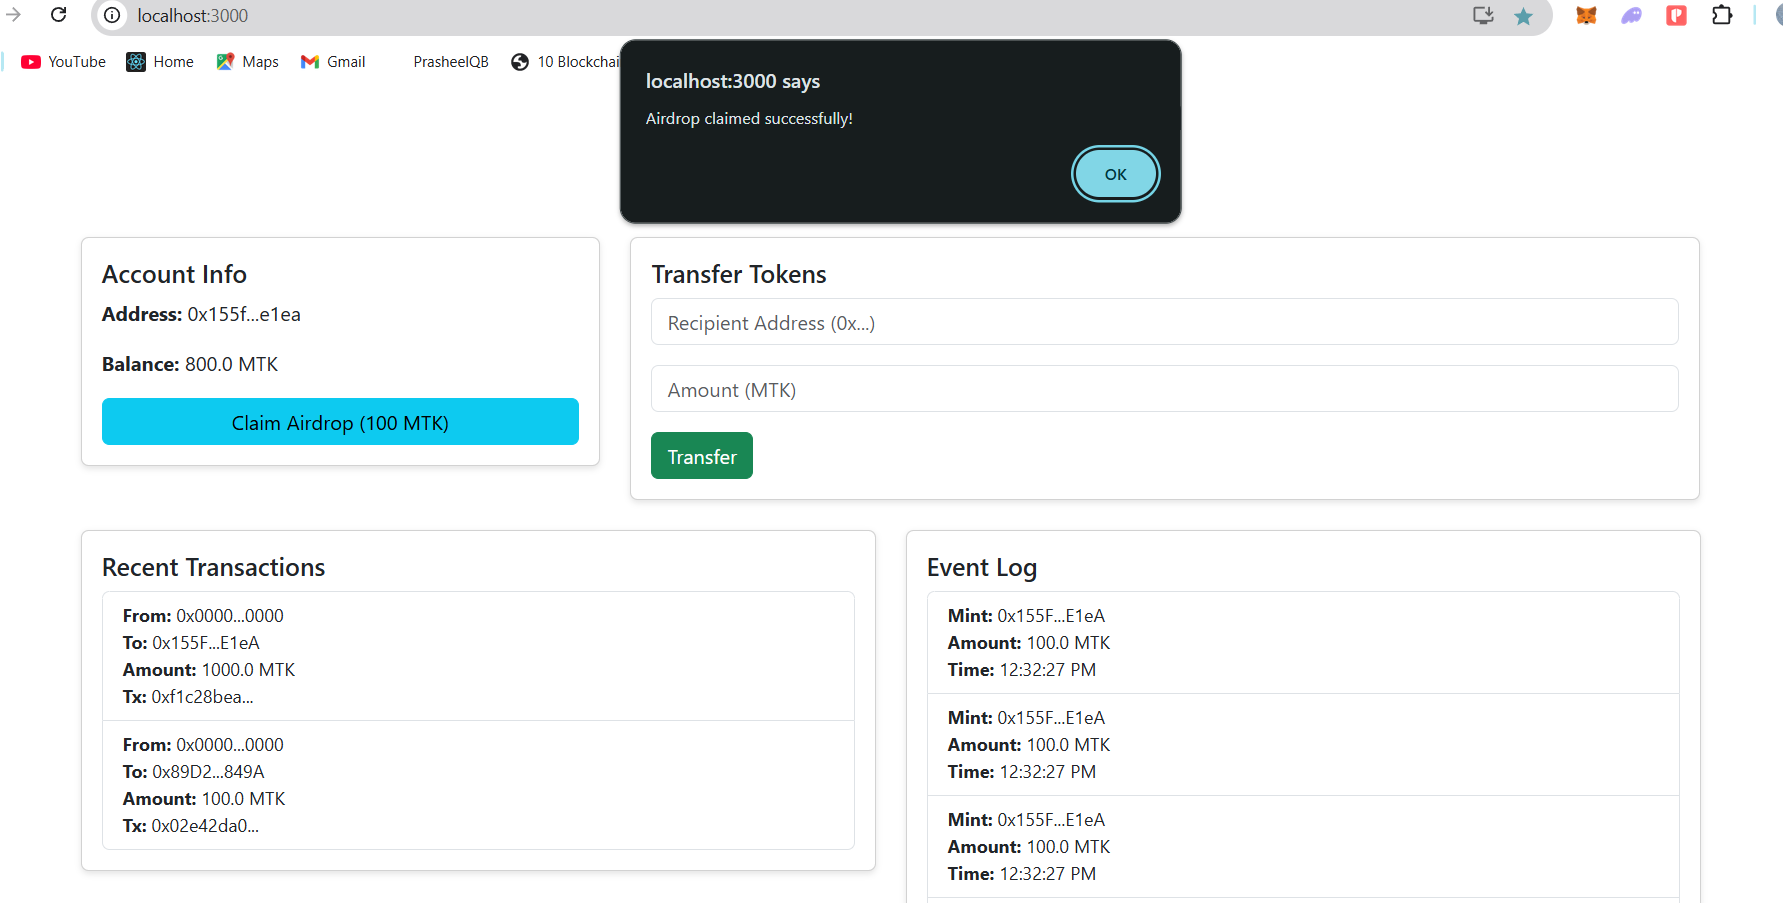 localhost:3000
YouTube
Home
Maps
Gmail
PrasheelQB
10 Blockchai
localhost:3000 says
Airdrop claimed successfully!
OK
Account Info
Address: 0x155f...e1ea
Balance: 800.0 MTK
Claim Airdrop (100 MTK)
Transfer Tokens
Recipient Address (0x...)
Amount (MTK)
Transfer
Recent Transactions
From: 0x0000...0000
To: 0x155F...E1eA
Amount: 1000.0 MTK
Tx: 0xf1c28bea...
From: 0x0000...0000
To: 0x89D2...849A
Amount: 100.0 MTK
Tx: 0x02e42da0...
Event Log
Mint: 0x155F...E1eA
Amount: 100.0 MTK
Time: 12:32:27 PM
Mint: 0x155F...E1eA
Amount: 100.0 MTK
Time: 12:32:27 PM
Mint: 0x155F...E1eA
Amount: 100.0 MTK
Time: 12:32:27 PM